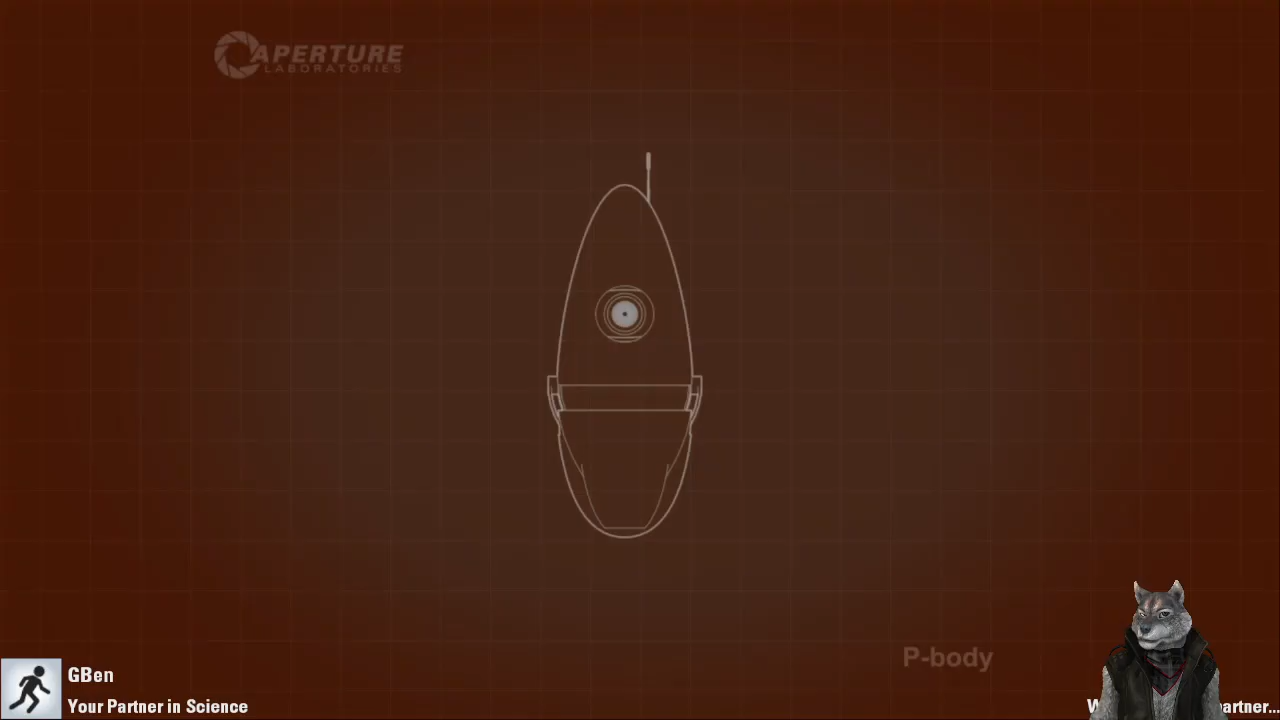 APERTURE
LABORATORIES
P-body
GBen
Your Partner in Science